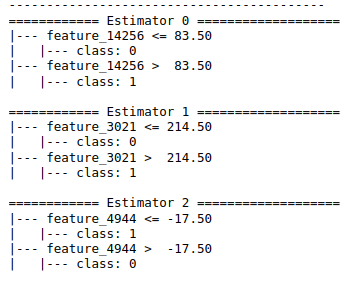 ------------------------------------------
============ Estimator 0 ===================
|--- feature_14256 <= 83.50
|   |--- class: 0
|--- feature_14256 >  83.50
|   |--- class: 1
============ Estimator 1 ===================
|--- feature_3021 <= 214.50
|   |--- class: 0
|--- feature_3021 >  214.50
|   |--- class: 1
============ Estimator 2 ===================
|--- feature_4944 <= -17.50
|   |--- class: 1
|--- feature_4944 >  -17.50
|   |--- class: 0